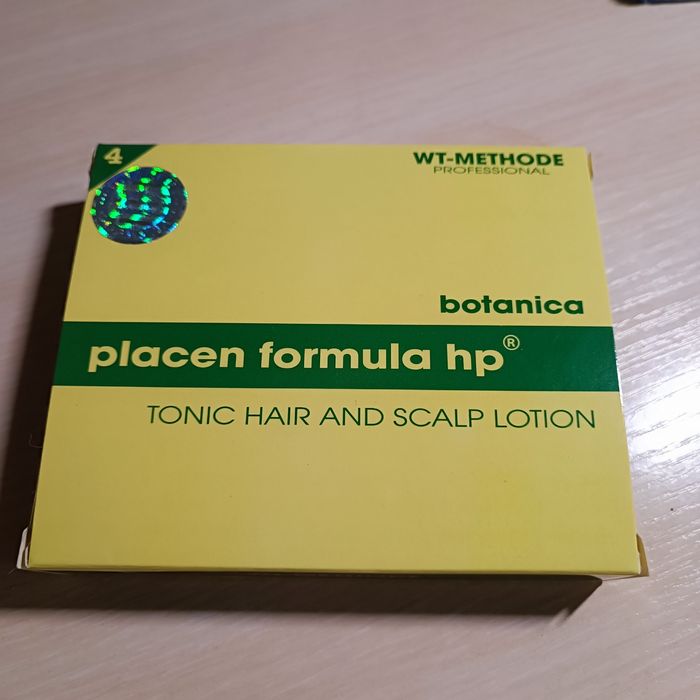 4
WT-METHODE
PROFESSIONAL
botanica
placen formula hp®
TONIC HAIR AND SCALP LOTION